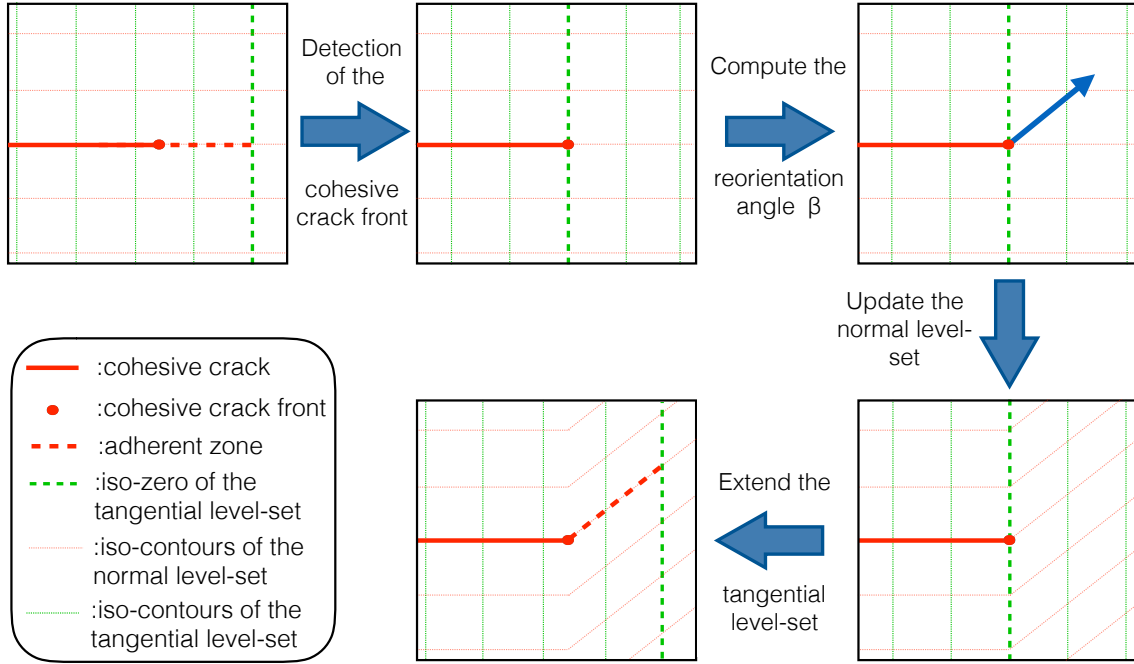 Detection
of the
cohesive
crack front
Compute the
reorientation
angle β
Update the
normal level-
set
Extend the
tangential
level-set
:cohesive crack
:cohesive crack front
:adherent zone
:iso-zero of the
tangential level-set
:iso-contours of the
normal level-set
:iso-contours of the
tangential level-set